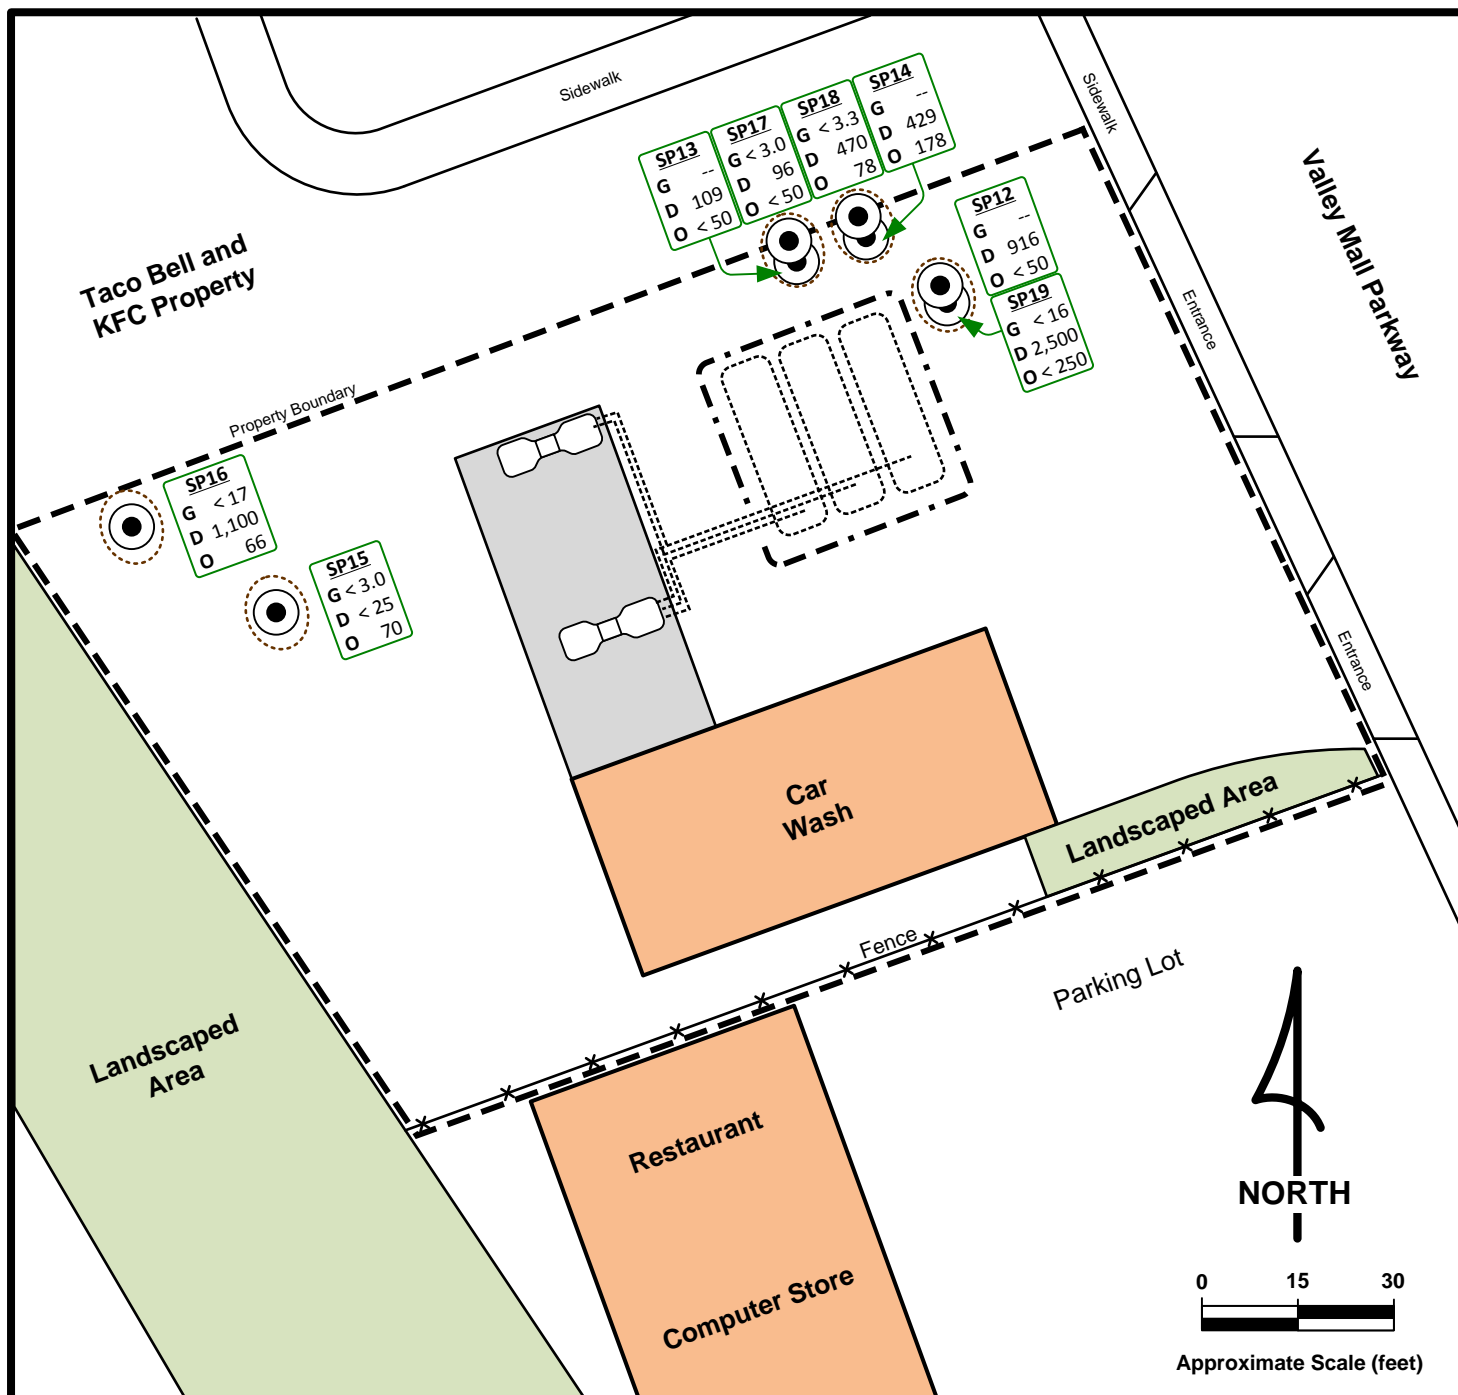 Sidewalk
Sidewalk
SP14
G --
D 429
O 178
SP18
G < 3.3
D 470
O 78
SP17
G < 3.0
D 96
O < 50
SP13
G --
D 109
O < 50
SP12
G --
D 916
O < 50
SP19
G < 16
D 2,500
O < 250
Valley Mall Parkway
Taco Bell and
KFC Property
Entrance
Property Boundary
SP16
G < 17
D 1,100
O 66
SP15
G < 3.0
D < 25
O 70
Entrance
Car
Wash
Landscaped Area
Fence
Parking Lot
Landscaped
Area
Restaurant
Computer Store
NORTH
0 15 30
Approximate Scale (feet)